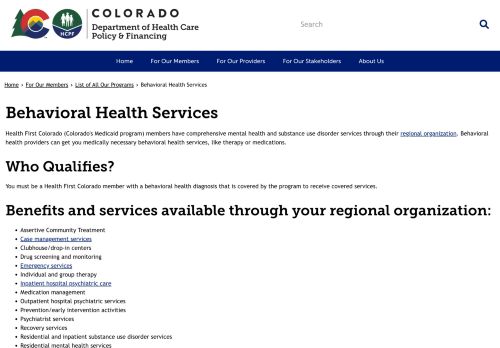 COLORADO
Department of Health Care
Policy & Financing
HCPF
CO
Search
Home
For Our Members
For Our Providers
For Our Stakeholders
About Us
Home › For Our Members › List of All Our Programs › Behavioral Health Services
Behavioral Health Services
Health First Colorado (Colorado's Medicaid program) members have comprehensive mental health and substance use disorder services through their regional organization. Behavioral
health providers can get you medically necessary behavioral health services, like therapy or medications.
Who Qualifies?
You must be a Health First Colorado member with a behavioral health diagnosis that is covered by the program to receive covered services.
Benefits and services available through your regional organization:
• Assertive Community Treatment
• Case management services
• Clubhouse/drop-in centers
• Drug screening and monitoring
• Emergency services
• Individual and group therapy
• Inpatient hospital psychiatric care
• Medication management
• Outpatient hospital psychiatric services
• Prevention/early intervention activities
• Psychiatrist services
• Recovery services
• Residential and inpatient substance use disorder services
• Residential mental health services